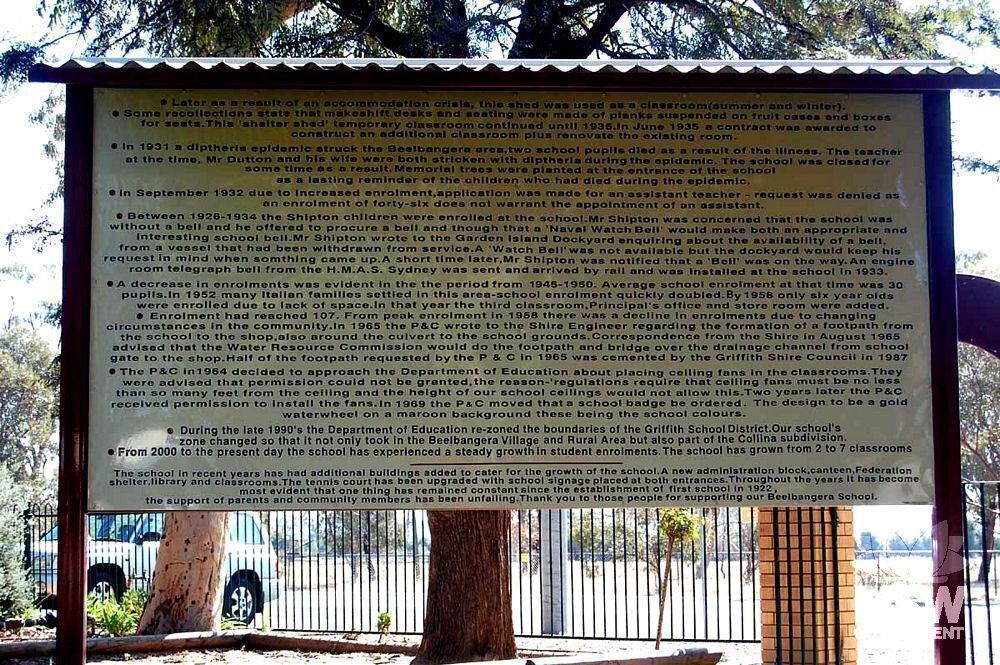 • Later as a result of an accommodation crisis, this shed was used as a classroom(summer and winter).
• Some recollections state that makeshift desks and seating were made of planks suspended on fruit cases and boxes
for seats.This 'shelter shed' temporary classroom continued until 1935.In June 1935 a contract was awarded to
construct an additional classroom plus renovate the existing room.
• In 1931 a diptheria epidemic struck the Beelbangera area,two school pupils died as a result of the illness. The teacher
at the time, Mr Dutton and his wife were both stricken with diptheria during the epidemic. The school was closed for
some time as a result.Memorial trees were planted at the entrance of the school
as a lasting reminder of the children who had died during the epidemic.
• In September 1932 due to increased enrolment,application was made for an assistant teacher - request was denied as
an enrolment of forty-six does not warrant the appointment of an assistant.
• Between 1926-1934 the Shipton children were enrolled at the school.Mr Shipton was concerned that the school was
without a bell and he offered to procure a bell and though that a 'Naval Watch Bell' would make both an appropriate and
interesting school bell.Mr Shipton wrote to the Garden Island Dockyard enquiring about the availability of a bell,
from a vessel that had been withdrawn from service.A 'Watch Bell' was not available but the dockyard would keep his
request in mind when somthing came up.A short time later,Mr Shipton was notified that a 'Bell' was on the way.An engine
room telegraph bell from the H.M.A.S. Sydney was sent and arrived by rail and was installed at the school in 1933.
• A decrease in enrolments was evident in the the period from 1945-1950. Average school enrolment at that time was 30
pupils.In 1952 many Italian families settled in this area-school enrolment quickly doubled.By 1956 only six year olds
were enrolled due to lack of space.In that year the third classroom,Principal's office and store room were added.
• Enrolment had reached 107. From peak enrolment in 1958 there was a decline in enrolments due to changing
circumstances in the community.In 1965 the P&C wrote to the Shire Engineer regarding the formation of a footpath from
the school to the shop,also around the culvert to the school grounds.Correspondence from the Shire in August 1965
advised that the Water Resource Commission would do the footpath and bridge over the drainage channel from school
gate to the shop.Half of the footpath requested by the P & C in 1965 was cemented by the Griffith Shire Council in 1987
• The P&C in1964 decided to approach the Department of Education about placing ceiling fans in the classrooms.They
were advised that permission could not be granted,the reason-'regulations require that ceiling fans must be no less
than so many feet from the ceiling and the height of our school ceilings would not allow this.Two years later the P&C
received permission to install the fans.In 1969 the P&C moved that a school badge be ordered. The design to be a gold
waterwheel on a maroon background these being the school colours.
• During the late 1990's the Department of Education re-zoned the boundaries of the Griffith School District.Our school's
zone changed so that it not only took in the Beelbangera Village and Rural Area but also part of the Collina subdivision.
• From 2000 to the present day the school has experienced a steady growth in student enrolments.The school has grown from 2 to 7 classrooms
The school in recent years has had additional buildings added to cater for the growth of the school.A new administration block,canteen,Federation
shelter,library and classrooms.The tennis court has been upgraded with school signage placed at both entrances.Throughout the years it has become
most evident that one thing has remained constant since the establishment of first school in 1922,
the support of parents and community members has been unfailing.Thank you to those people for supporting our Beelbangera School.